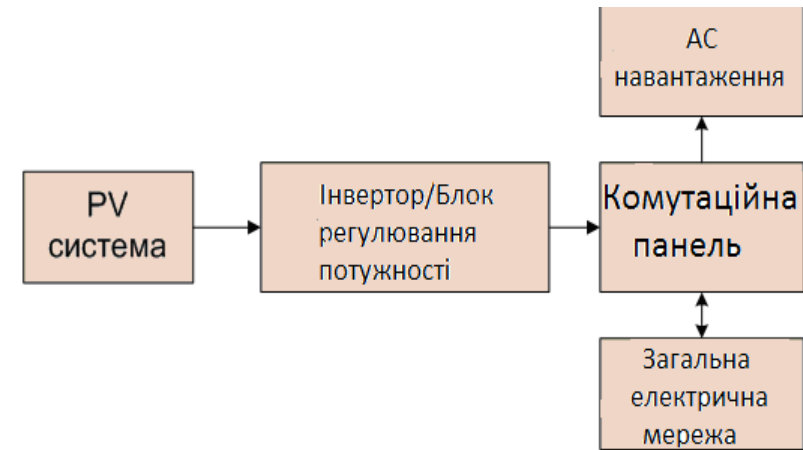 АС
навантаження
PV
система
Інвертор/Блок
регулювання
потужності
Комутаційна
панель
Загальна
електрична
мережа